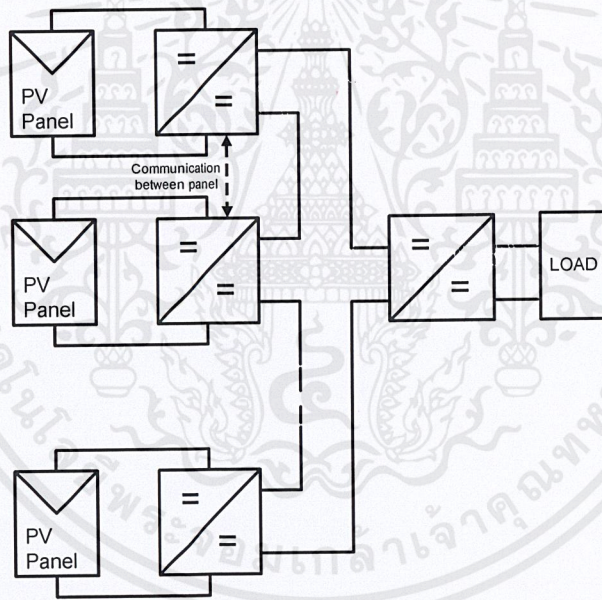 PV
Panel
=
=
Communication
between panel
PV
Panel
=
=
=
=
LOAD
PV
Panel
=
=